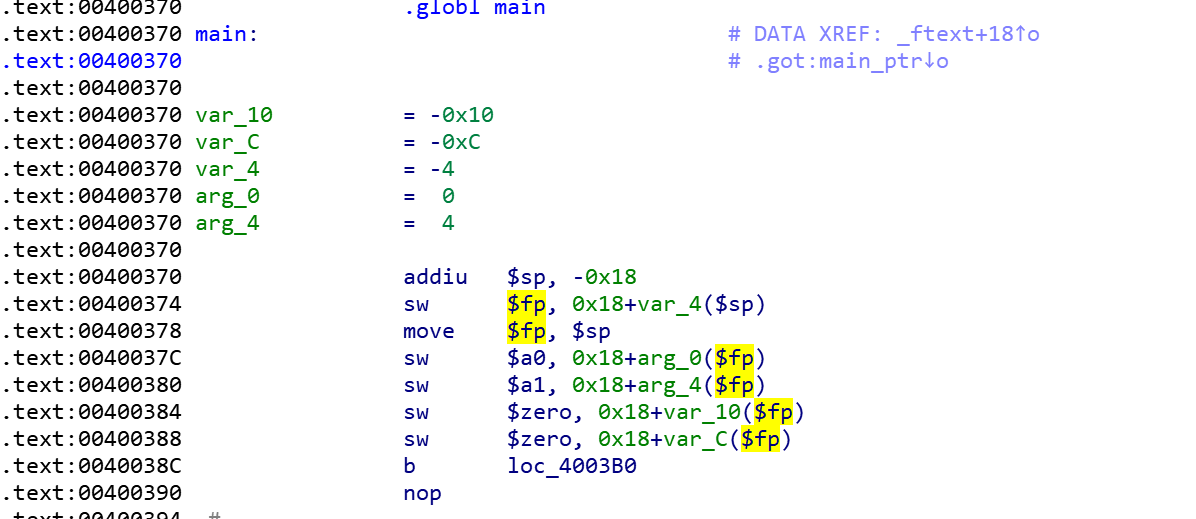 .text:00400370 .globl main
.text:00400370 main: # DATA XREF: _ftext+18↑o
.text:00400370 # .got:main_ptr↓o
.text:00400370
.text:00400370 var_10 = -0x10
.text:00400370 var_C = -0xC
.text:00400370 var_4 = -4
.text:00400370 arg_0 = 0
.text:00400370 arg_4 = 4
.text:00400370
.text:00400370 addiu $sp, -0x18
.text:00400374 sw $fp, 0x18+var_4($sp)
.text:00400378 move $fp, $sp
.text:0040037C sw $a0, 0x18+arg_0($fp)
.text:00400380 sw $a1, 0x18+arg_4($fp)
.text:00400384 sw $zero, 0x18+var_10($fp)
.text:00400388 sw $zero, 0x18+var_C($fp)
.text:0040038C b loc_4003B0
.text:00400390 nop
.text:00400394 #